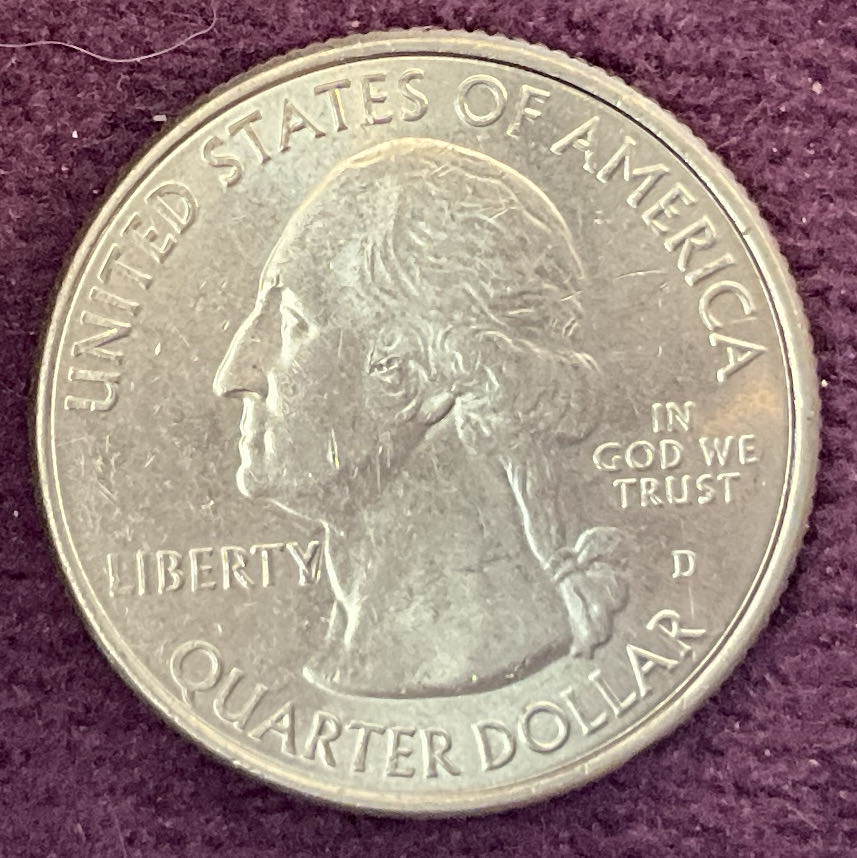 UNITED STATES OF AMERICA
IN
GOD WE
TRUST
LIBERTY
D
QUARTER DOLLAR